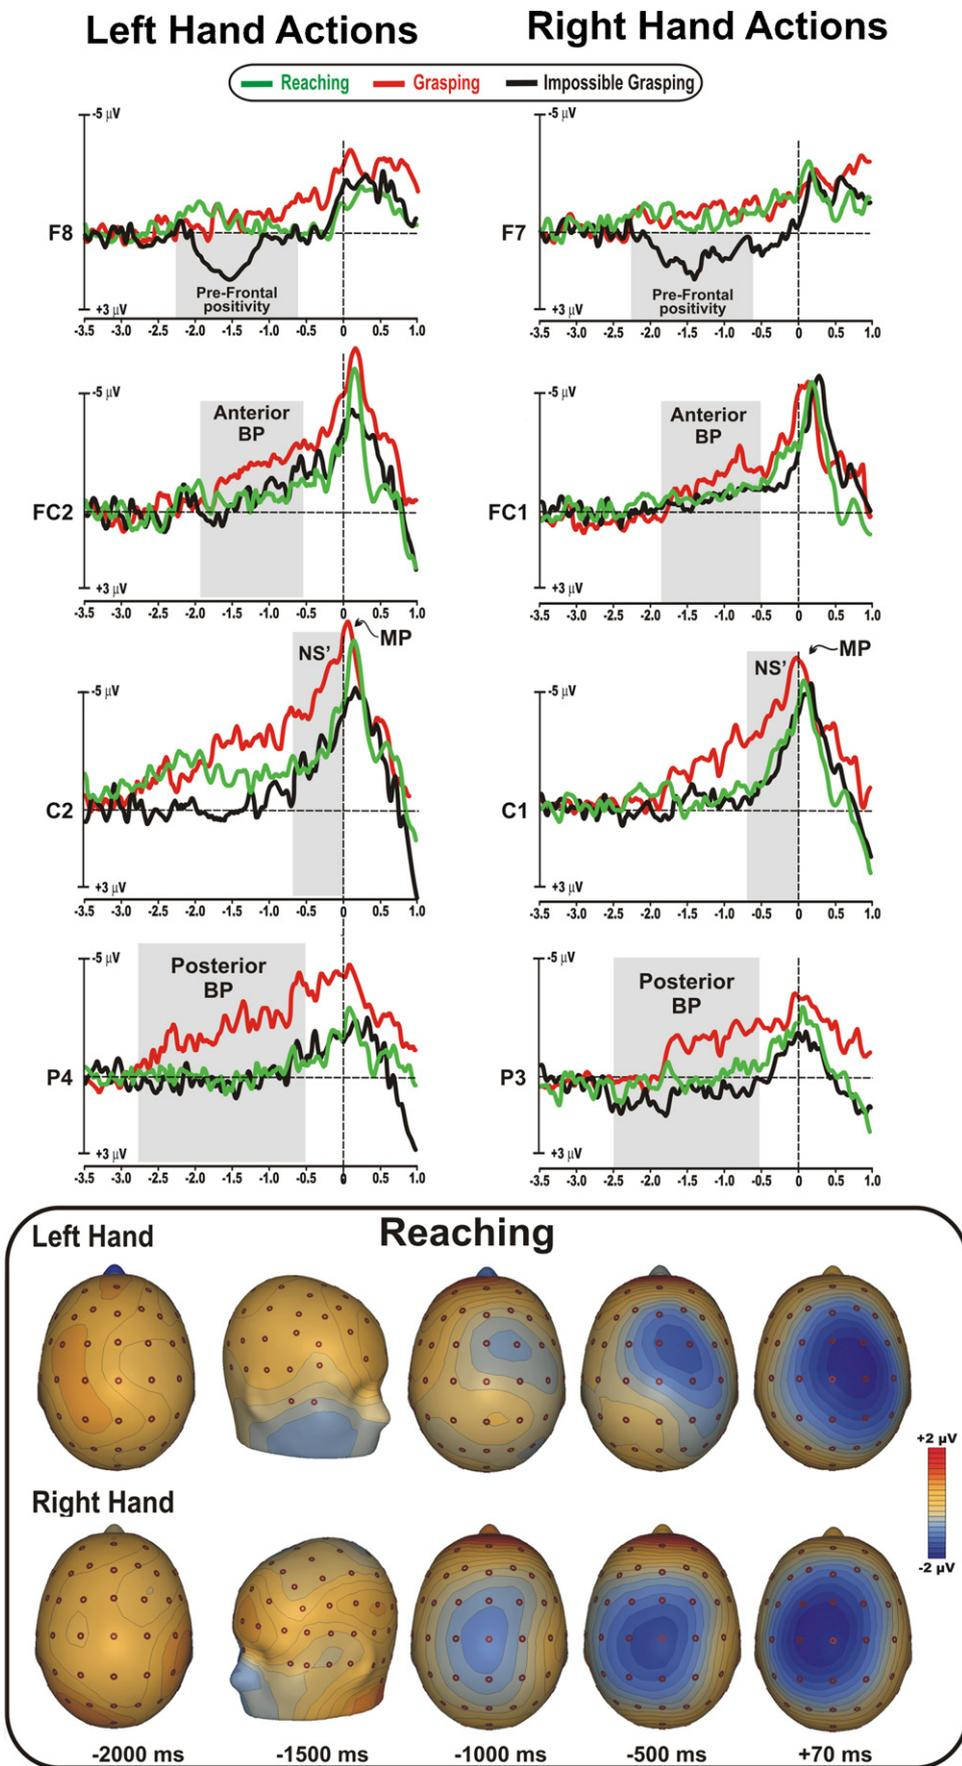 Left Hand Actions Right Hand Actions
Reaching Grasping Impossible Grasping
-5 µV -5 µV
F8 F7
Pre-Frontal positivity Pre-Frontal positivity
+3 µV +3 µV
-3.5 -3.0 -2.5 -2.0 -1.5 -1.0 -0.5 0 0.5 1.0 -3.5 -3.0 -2.5 -2.0 -1.5 -1.0 -0.5 0 0.5 1.0
-5 µV -5 µV
Anterior BP Anterior BP
FC2 FC1
+3 µV +3 µV
-3.5 -3.0 -2.5 -2.0 -1.5 -1.0 -0.5 0 0.5 1.0 -3.5 -3.0 -2.5 -2.0 -1.5 -1.0 -0.5 0 0.5 1.0
NS’ MP NS’ MP
-5 µV -5 µV
C2 C1
+3 µV +3 µV
-3.5 -3.0 -2.5 -2.0 -1.5 -1.0 -0.5 0 0.5 1.0 -3.5 -3.0 -2.5 -2.0 -1.5 -1.0 -0.5 0 0.5 1.0
-5 µV -5 µV
Posterior BP Posterior BP
P4 P3
+3 µV +3 µV
-3.5 -3.0 -2.5 -2.0 -1.5 -1.0 -0.5 0 0.5 1.0 -3.5 -3.0 -2.5 -2.0 -1.5 -1.0 -0.5 0 0.5 1.0
Reaching
Left Hand
+2 µV
Right Hand
-2 µV
-2000 ms -1500 ms -1000 ms -500 ms +70 ms